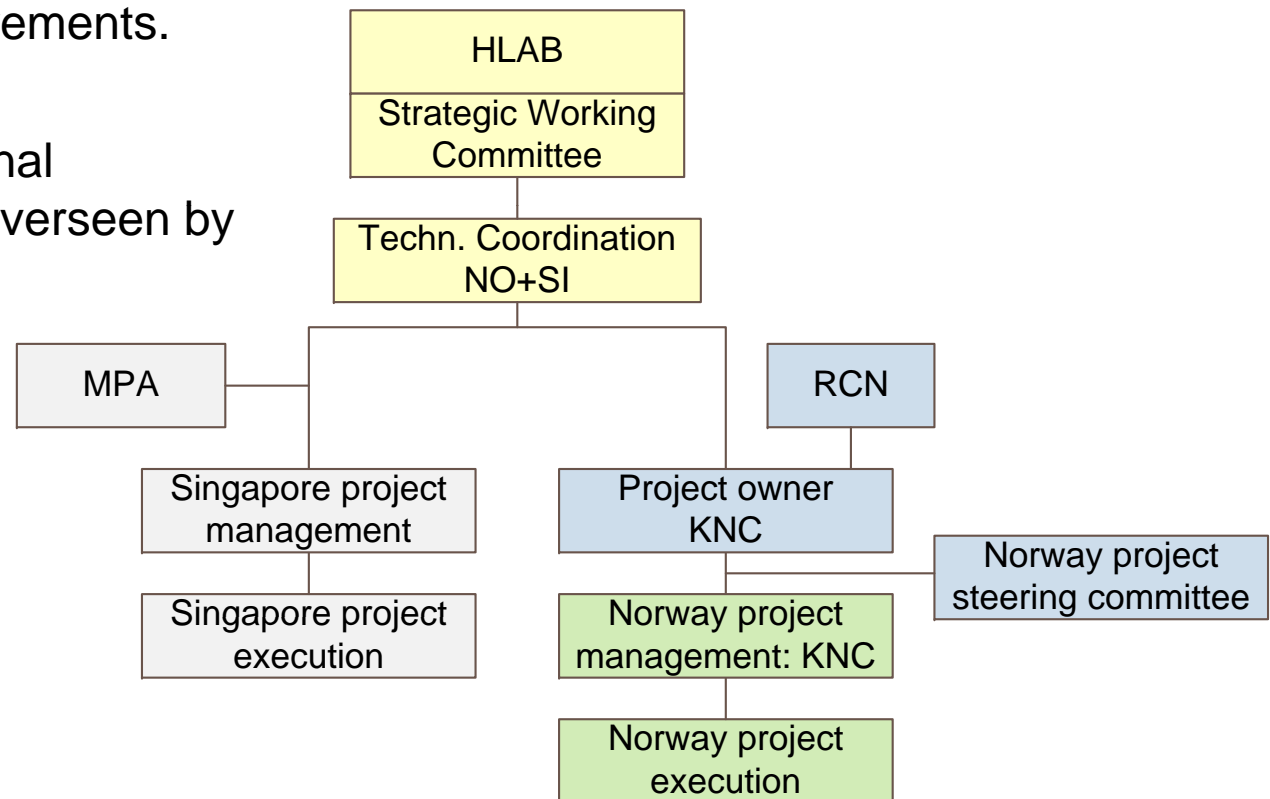 ements.
nal
verseen by
HLAB
Strategic Working
Committee
Techn. Coordination
NO+SI
MPA
RCN
Singapore project
management
Project owner
KNC
Norway project
steering committee
Singapore project
execution
Norway project
management: KNC
Norway project
execution